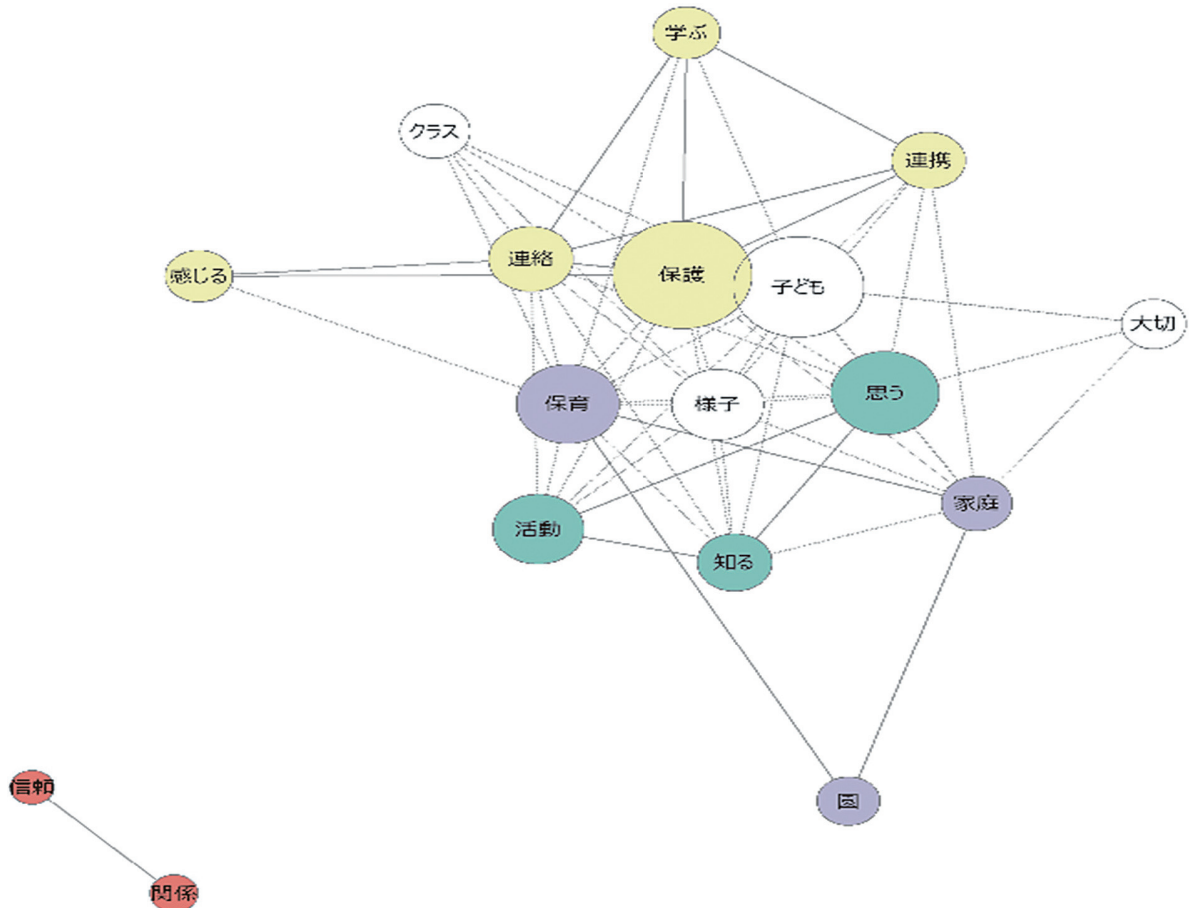 学ぶ
クラス
連携
連絡
保護
感じる
子ども
大切
保育
様子
思う
家庭
活動
知る
園
信頼
関係